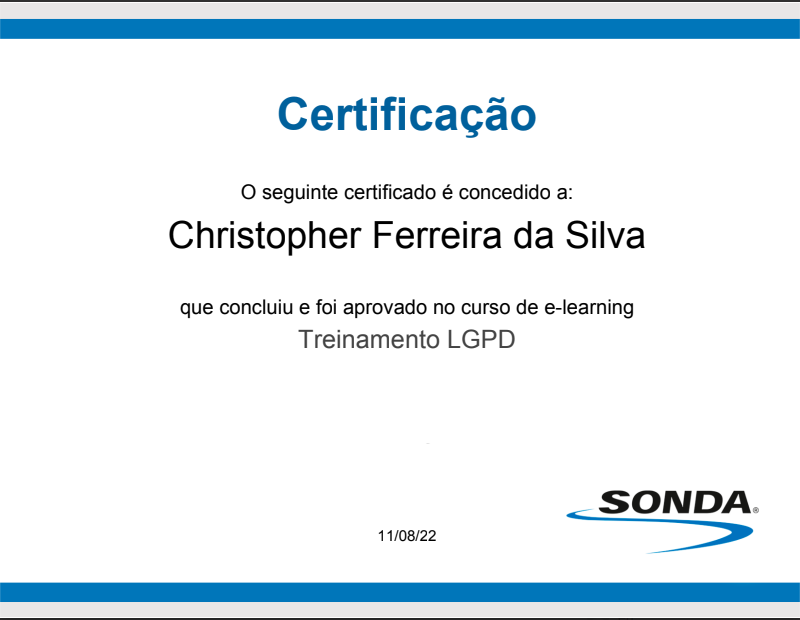 Certificação
O seguinte certificado é concedido a:
Christopher Ferreira da Silva
que concluiu e foi aprovado no curso de e-learning
Treinamento LGPD
SONDA®
11/08/22